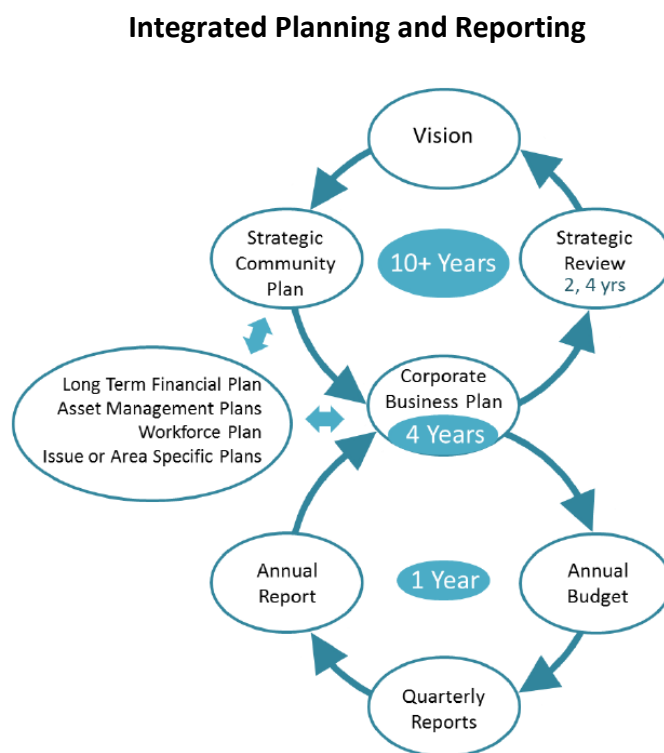 Integrated Planning and Reporting
Vision
Strategic
Community
Plan
10+ Years
Strategic
Review
2, 4 yrs
Long Term Financial Plan
Asset Management Plans
Workforce Plan
Issue or Area Specific Plans
Corporate
Business Plan
4 Years
Annual
Report
1 Year
Annual
Budget
Quarterly
Reports